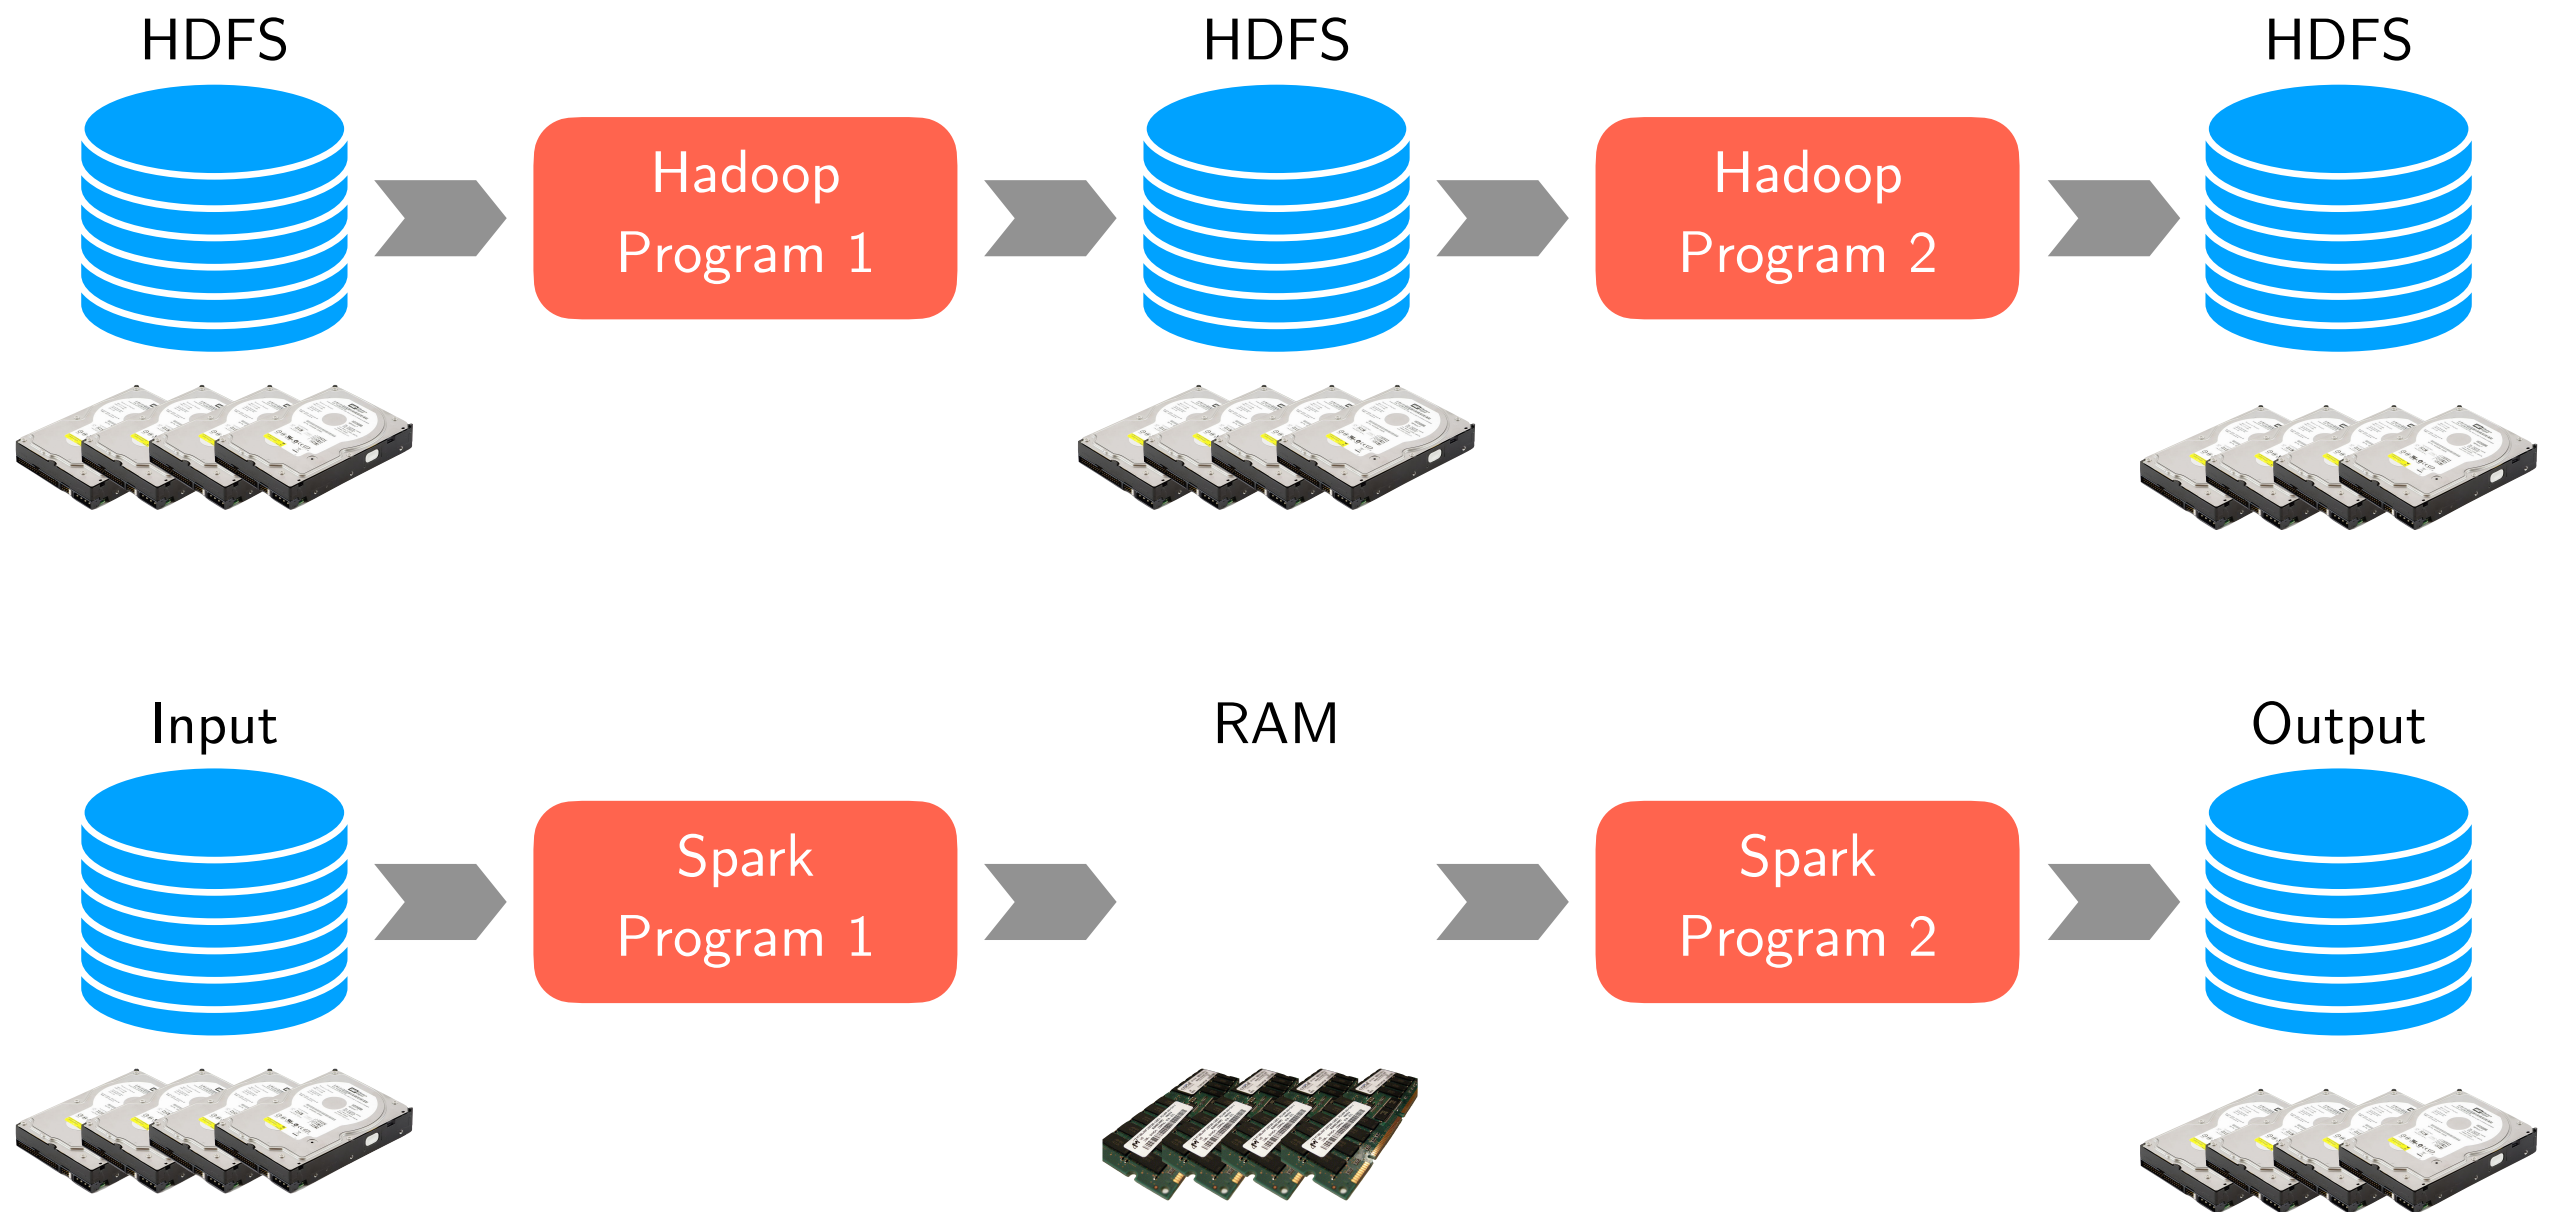 HDFS
HDFS
HDFS
Hadoop
Program 1
Hadoop
Program 2
Input
RAM
Output
Spark
Program 1
Spark
Program 2